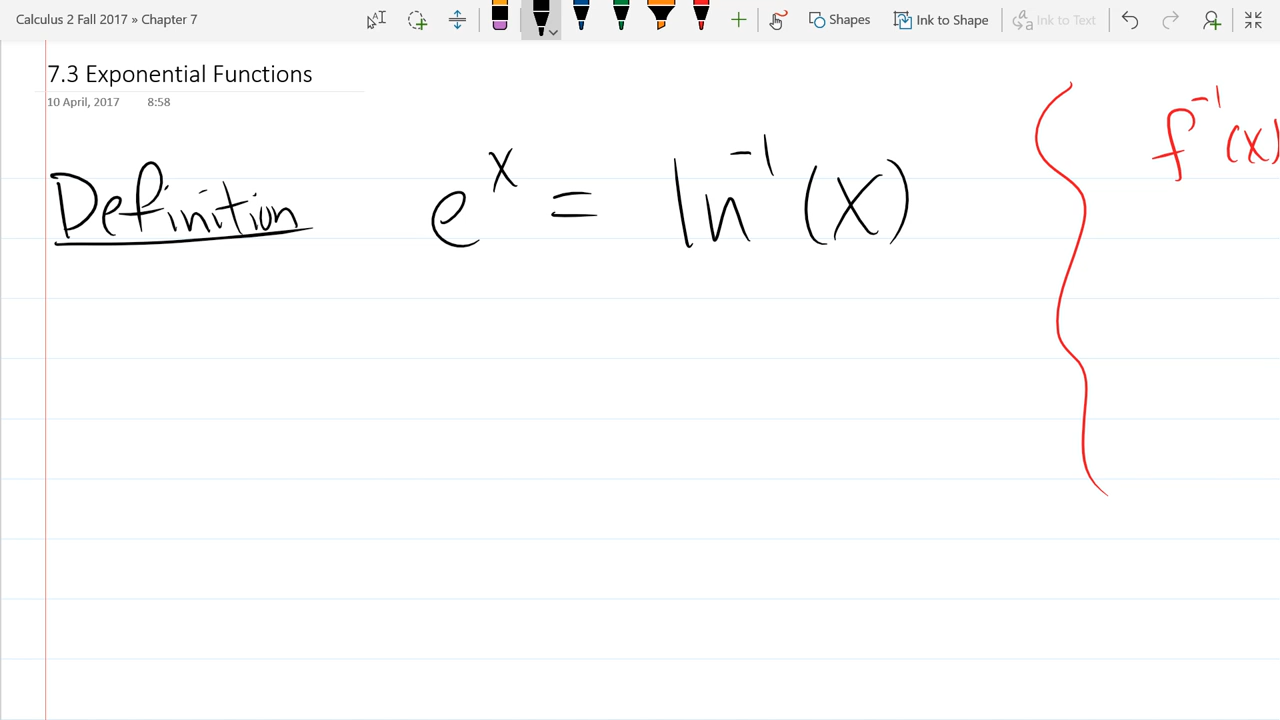 Calculus 2 Fall 2017 » Chapter 7
Shapes
Ink to Shape
Ink to Text
7.3 Exponential Functions
10 April, 2017 8:58
Definition e^x = ln^-1 (x)
f^-1 (x)